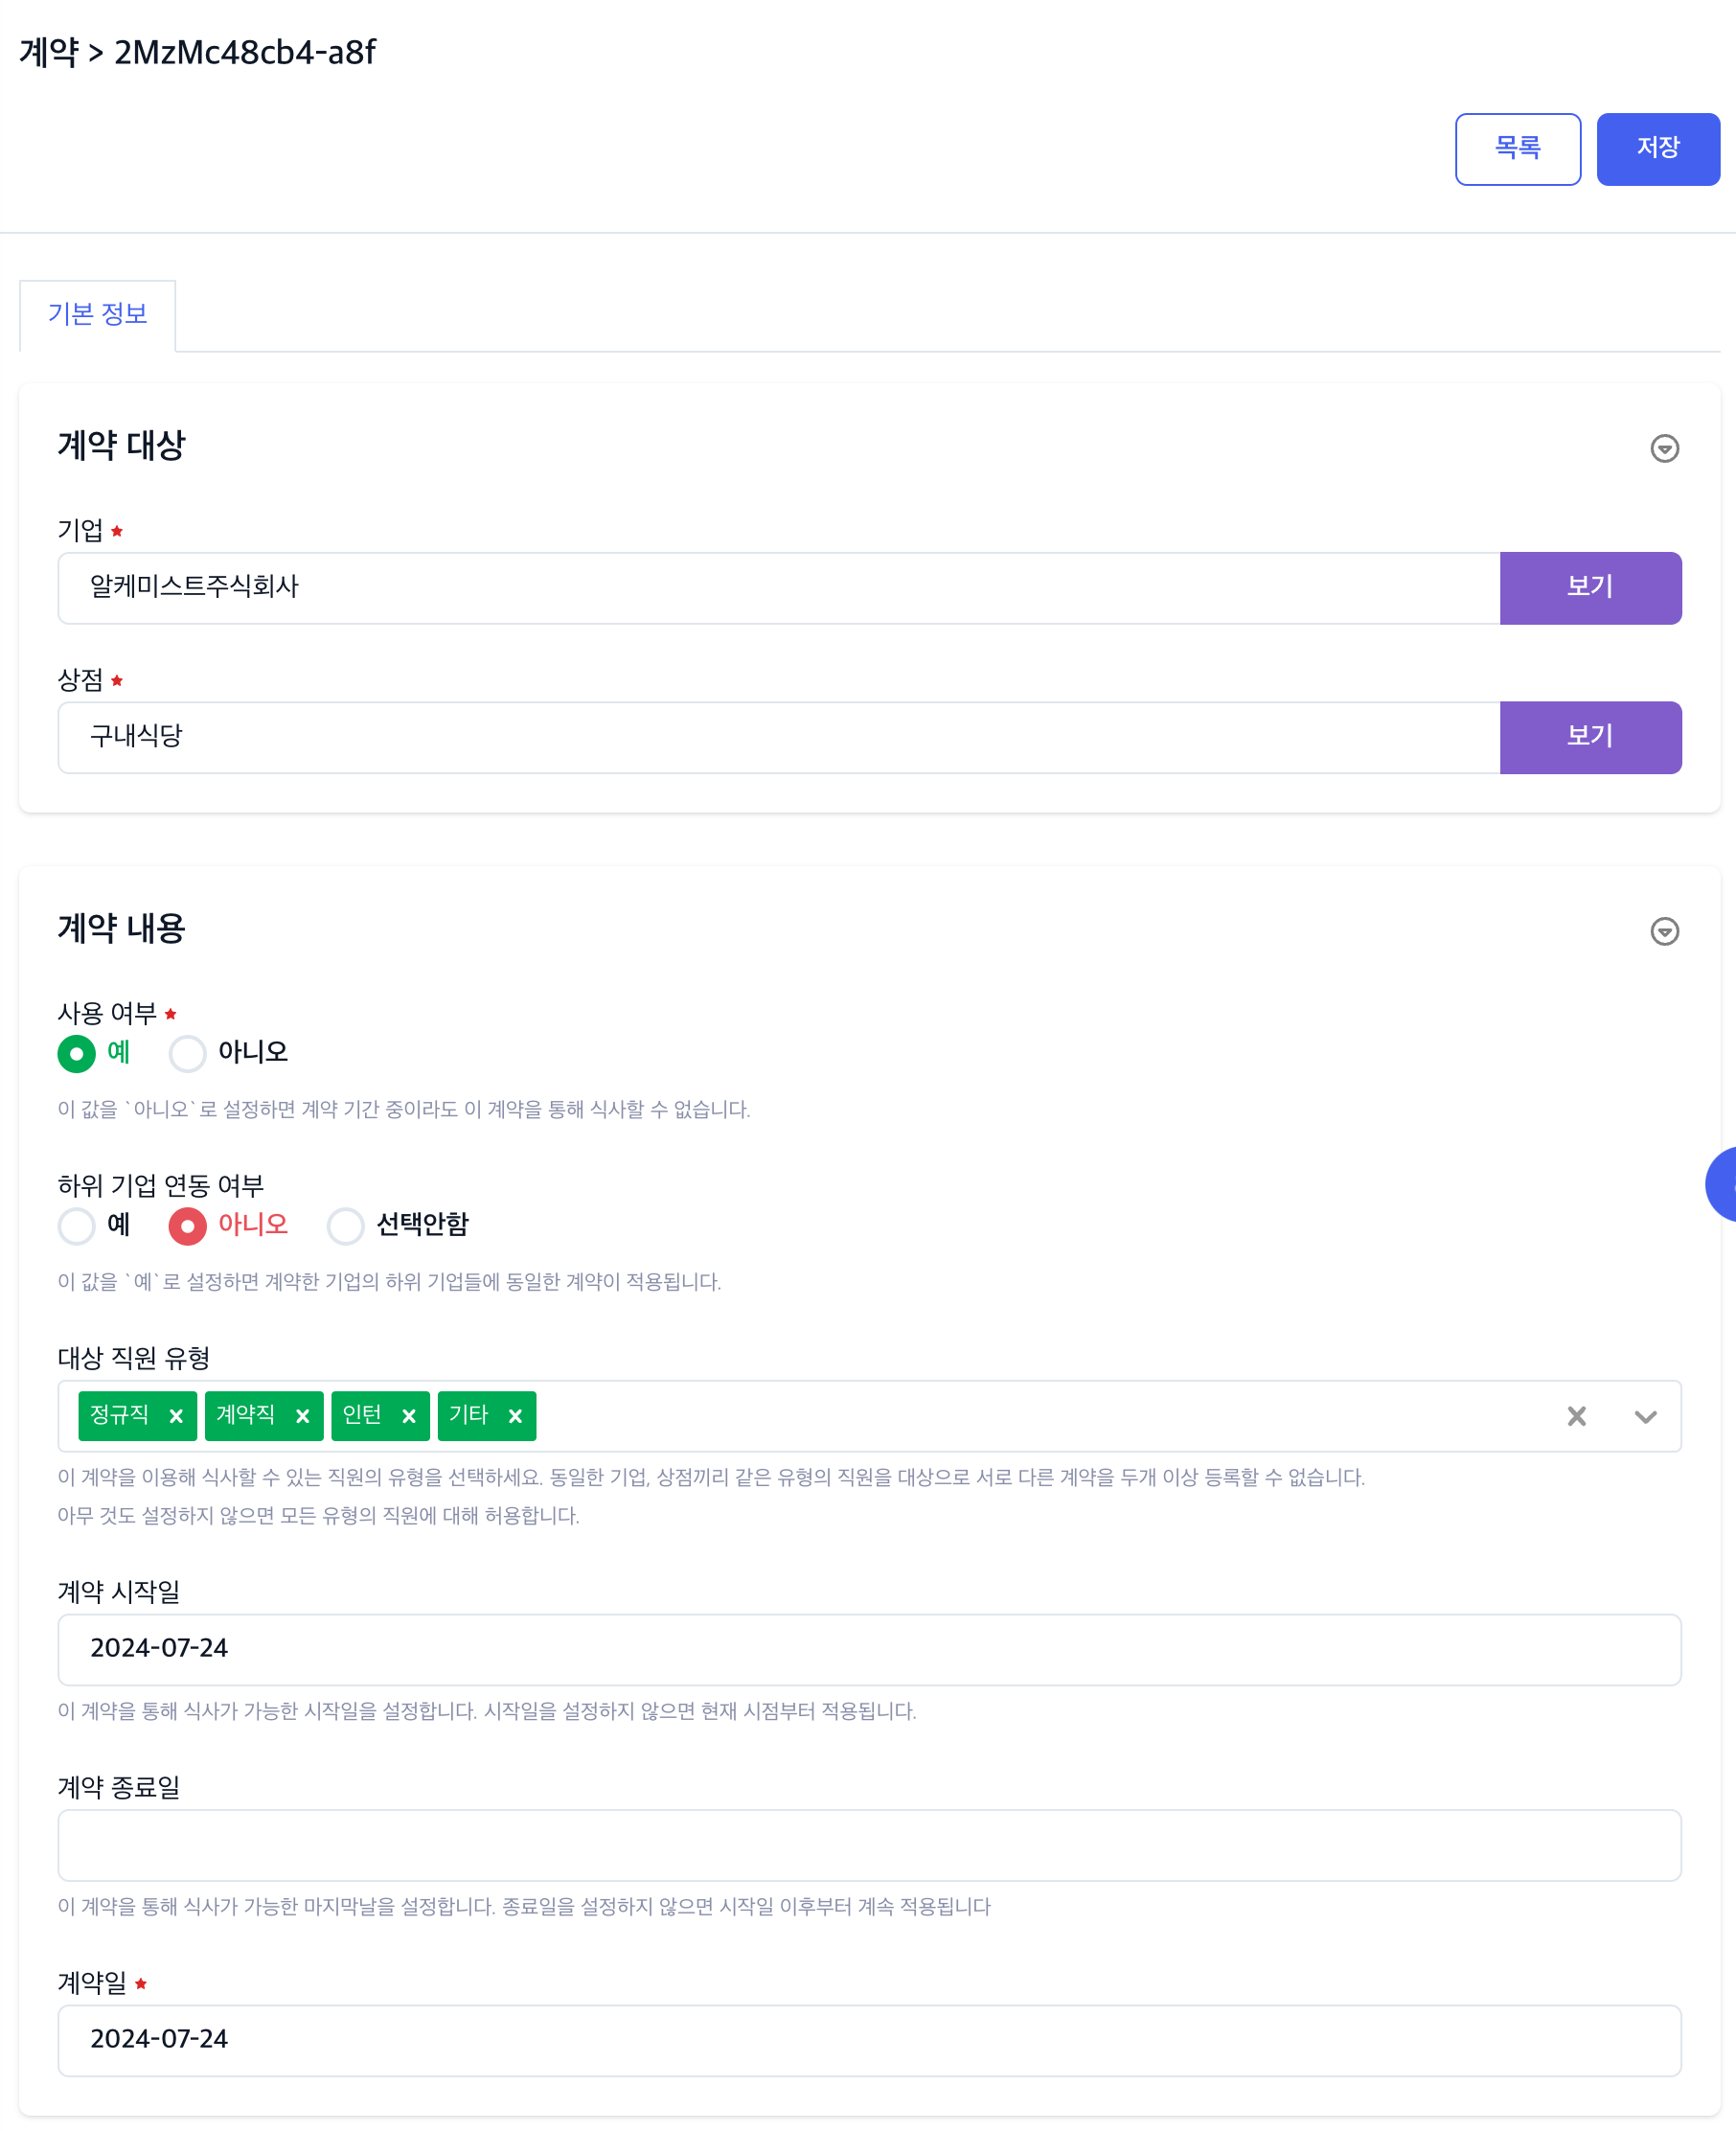 계약 > 2MzMc48cb4-a8f
목록 저장
기본 정보
계약 대상
기업 ★
알케미스트주식회사 보기
상점 ★
구내식당 보기
계약 내용
사용 여부 ★
예 아니오
이 값을 `아니오`로 설정하면 계약 기간 중이라도 이 계약을 통해 식사할 수 없습니다.
하위 기업 연동 여부
예 아니오 선택안함
이 값을 `예`로 설정하면 계약한 기업의 하위 기업들에 동일한 계약이 적용됩니다.
대상 직원 유형
정규직 × 계약직 × 인턴 × 기타 ×
이 계약을 이용해 식사할 수 있는 직원의 유형을 선택하세요. 동일한 기업, 상점끼리 같은 유형의 직원을 대상으로 서로 다른 계약을 두개 이상 등록할 수 없습니다.
아무 것도 설정하지 않으면 모든 유형의 직원에 대해 허용합니다.
계약 시작일
2024-07-24
이 계약을 통해 식사가 가능한 시작일을 설정합니다. 시작일을 설정하지 않으면 현재 시점부터 적용됩니다.
계약 종료일
이 계약을 통해 식사가 가능한 마지막날을 설정합니다. 종료일을 설정하지 않으면 시작일 이후부터 계속 적용됩니다
계약일 ★
2024-07-24